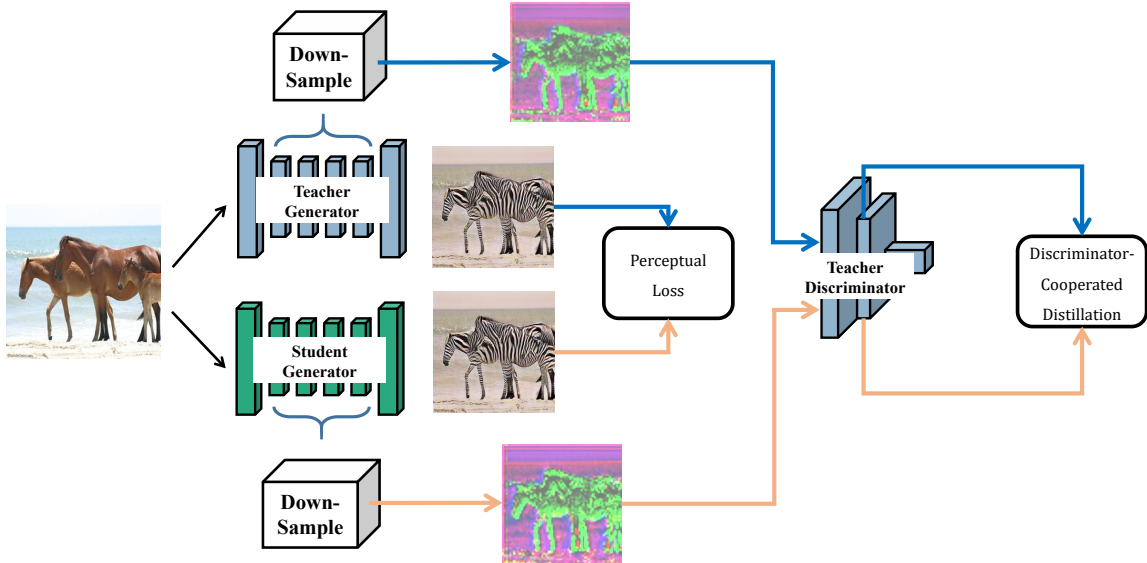 Down-
Sample
Teacher
Generator
Student
Generator
Down-
Sample
Perceptual
Loss
Teacher
Discriminator
Discriminator-
Cooperated
Distillation